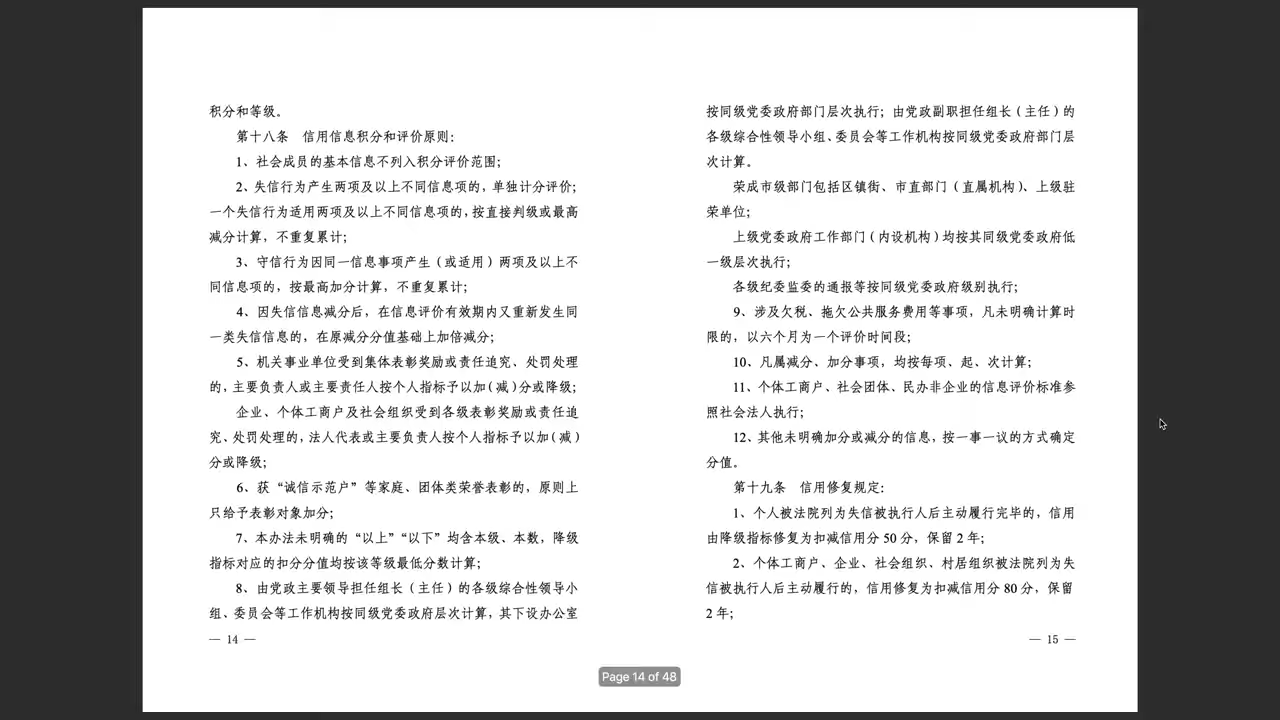 积分和等级。
第十八条　信用信息积分和评价原则:
1、社会成员的基本信息不列入积分评价范围;
2、失信行为产生两项及以上不同信息项的, 单独计分评价;
一个失信行为适用两项及以上不同信息项的, 按直接判级或最高
减分计算, 不重复累计;
3、守信行为因同一信息事项产生(或适用)两项及以上不
同信息项的, 按最高加分计算, 不重复累计;
4、因失信信息减分后, 在信息评价有效期内又重新发生同
一类失信信息的, 在原减分分值基础上加倍减分;
5、机关事业单位受到集体表彰奖励或责任追究、处罚处理
的, 主要负责人或主要责任人按个人指标予以加(减)分或降级;
企业、个体工商户及社会组织受到各级表彰奖励或责任追
究、处罚处理的, 法人代表或主要负责人按个人指标予以加(减)
分或降级;
6、获“诚信示范户”等家庭、团体类荣誉表彰的, 原则上
只给予表彰对象加分;
7、本办法未明确的“以上”“以下”均含本级、本数, 降级
指标对应的扣分分值均按该等级最低分数计算;
8、由党政主要领导担任组长(主任)的各级综合性领导小
组、委员会等工作机构按同级党委政府层次计算, 其下设办公室
— 14 —
按同级党委政府部门层次执行; 由党政副职担任组长(主任)的
各级综合性领导小组、委员会等工作机构按同级党委政府部门层
次计算。
荣成市级部门包括区镇街、市直部门(直属机构)、上级驻
荣单位;
上级党委政府工作部门(内设机构)均按其同级党委政府低
一级层次执行;
各级纪委监委的通报等按同级党委政府级别执行;
9、涉及欠税、拖欠公共服务费用等事项, 凡未明确计算时
限的, 以六个月为一个评价时间段;
10、凡属减分、加分事项, 均按每项、起、次计算;
11、个体工商户、社会团体、民办非企业的信息评价标准参
照社会法人执行;
12、其他未明确加分或减分的信息, 按一事一议的方式确定
分值。
第十九条　信用修复规定:
1、个人被法院列为失信被执行人后主动履行完毕的, 信用
由降级指标修复为扣减信用分 50 分, 保留 2 年;
2、个体工商户、企业、社会组织、村居组织被法院列为失
信被执行人后主动履行的, 信用修复为扣减信用分 80 分, 保留
2 年;
— 15 —
Page 14 of 48